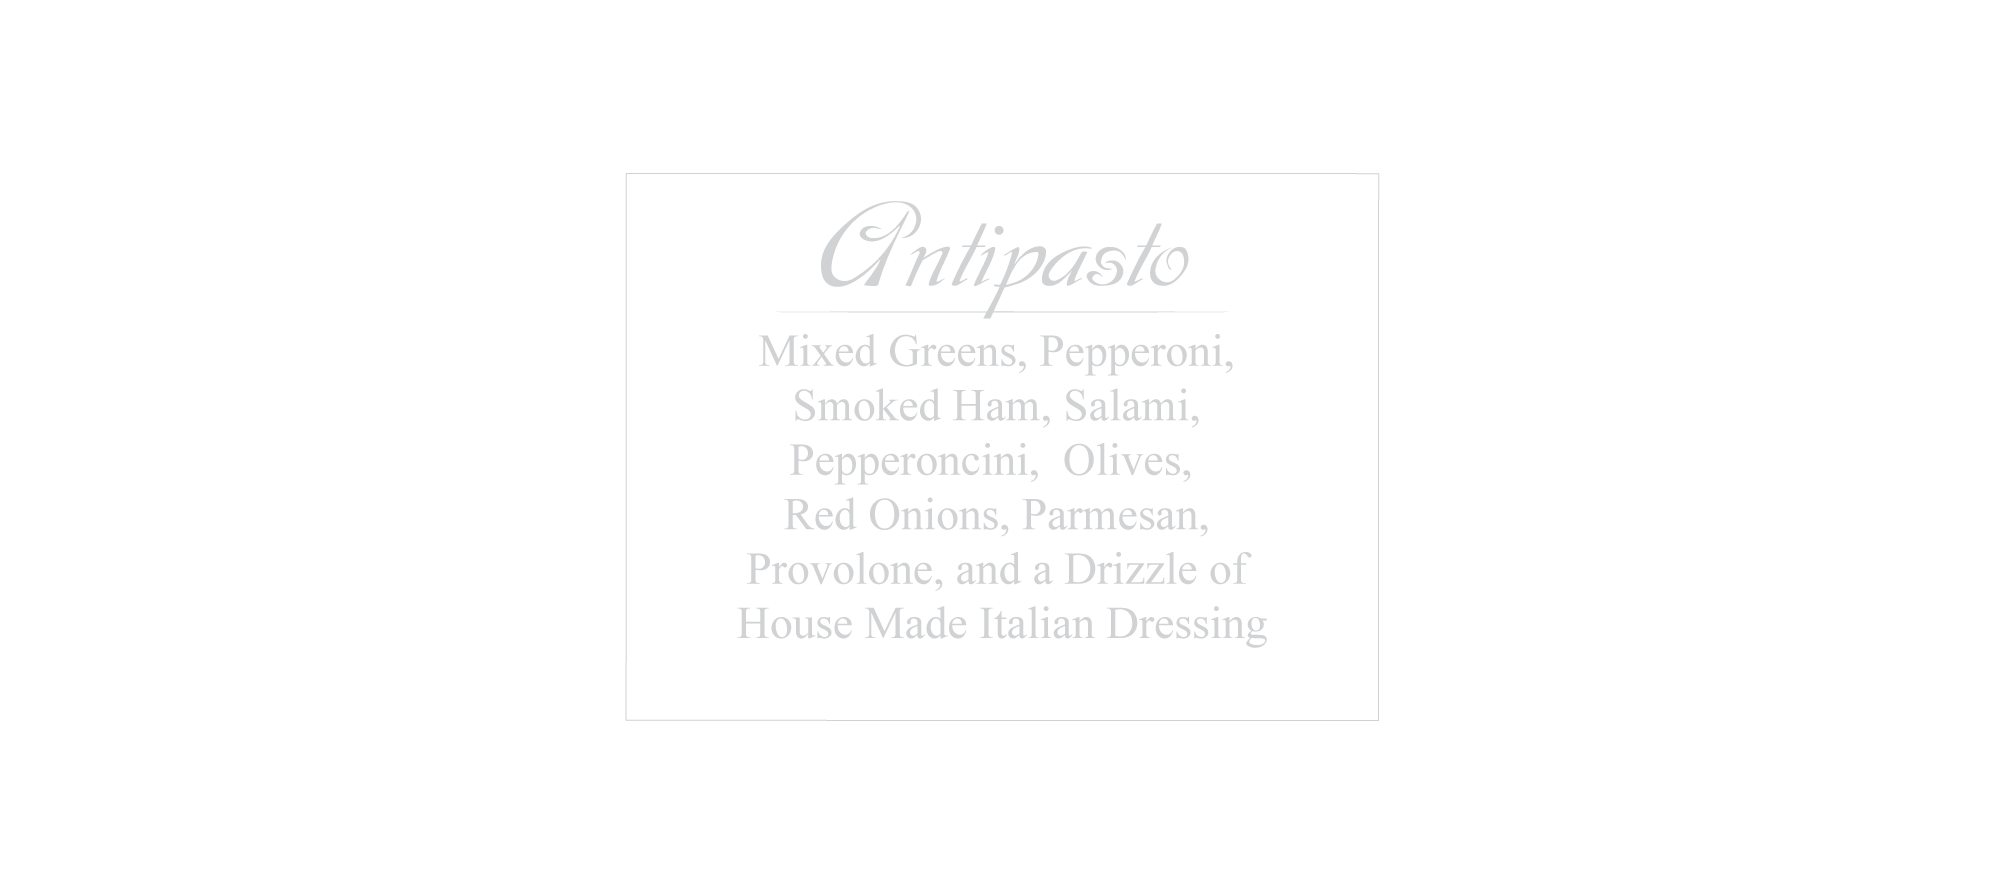 Antipasto
Mixed Greens, Pepperoni,
Smoked Ham, Salami,
Pepperoncini,  Olives,
Red Onions, Parmesan,
Provolone, and a Drizzle of
House Made Italian Dressing